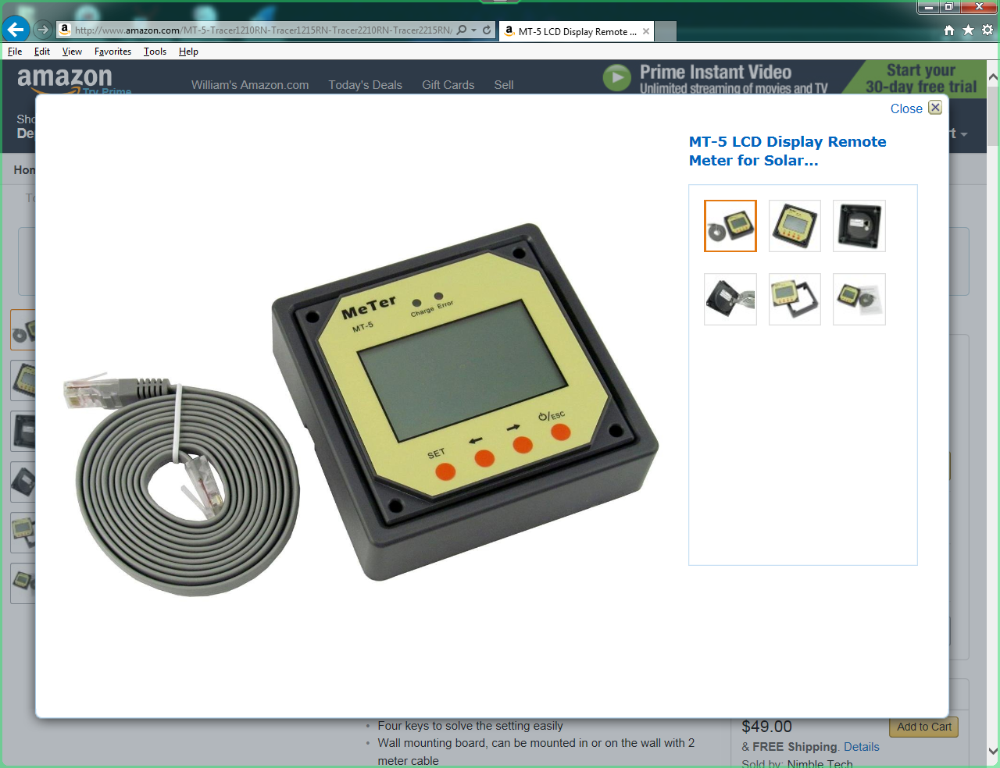 http://www.amazon.com/MT-5-Tracer1210RN-Tracer1215RN-Tracer2210RN-Tracer2215RN/
MT-5 LCD Display Remote ...
File Edit View Favorites Tools Help
amazon
Try Prime
William's Amazon.com Today's Deals Gift Cards Sell
Prime Instant Video
Unlimited streaming of movies and TV
Start your
30-day free trial
Close
MT-5 LCD Display Remote
Meter for Solar...
MeTer
MT-5
Charge Error
SET
⏻/ESC
Four keys to solve the setting easily
Wall mounting board, can be mounted in or on the wall with 2
meter cable
$49.00
Add to Cart
& FREE Shipping. Details
Sold by: Nimble Tech